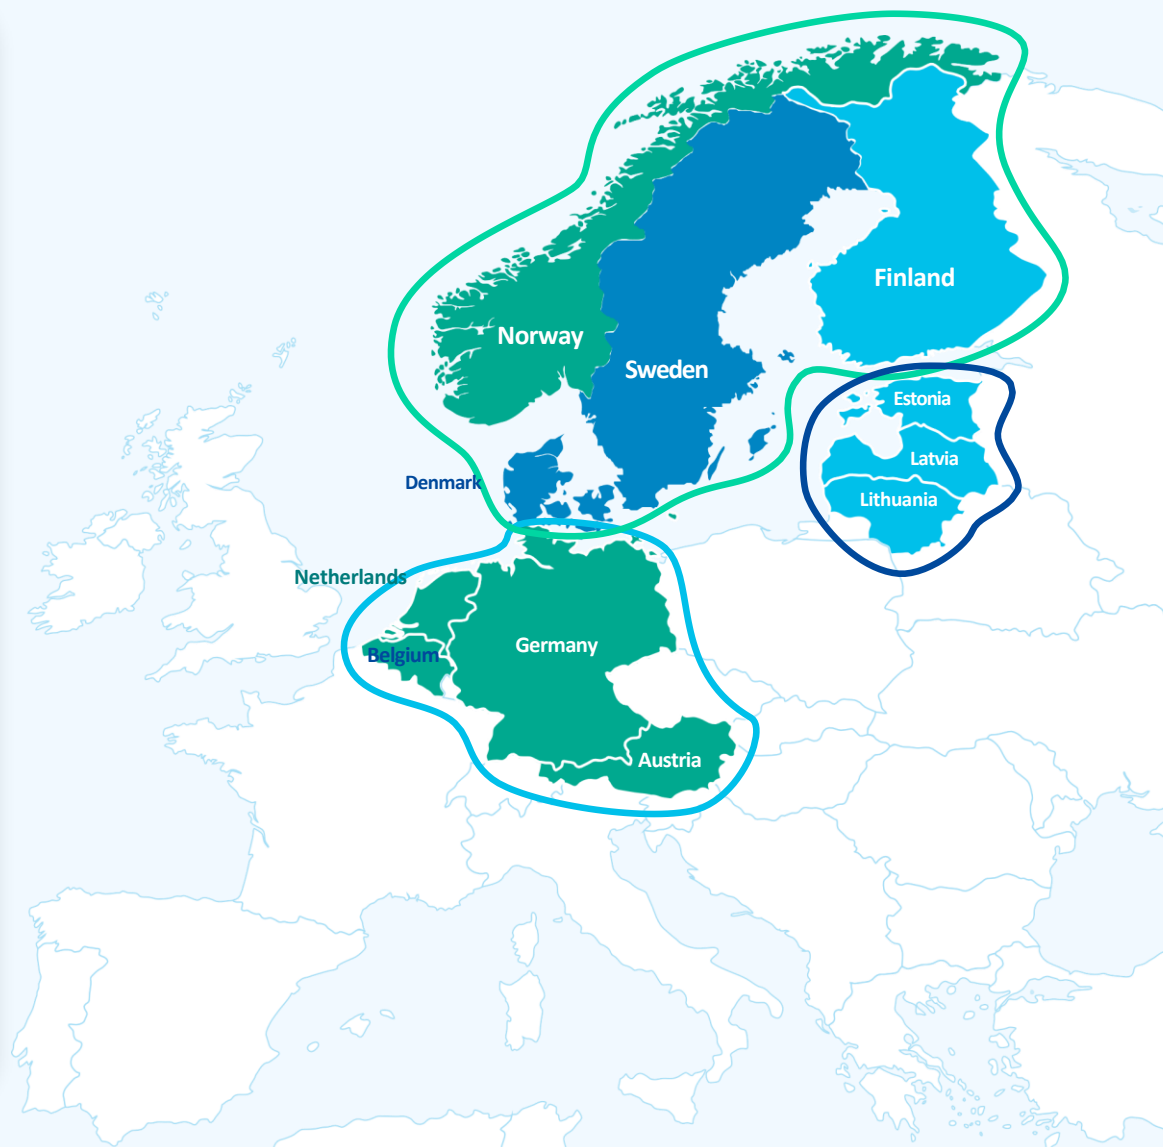 Finland
Norway
Sweden
Estonia
Latvia
Denmark
Lithuania
Netherlands
Germany
Belgium
Austria